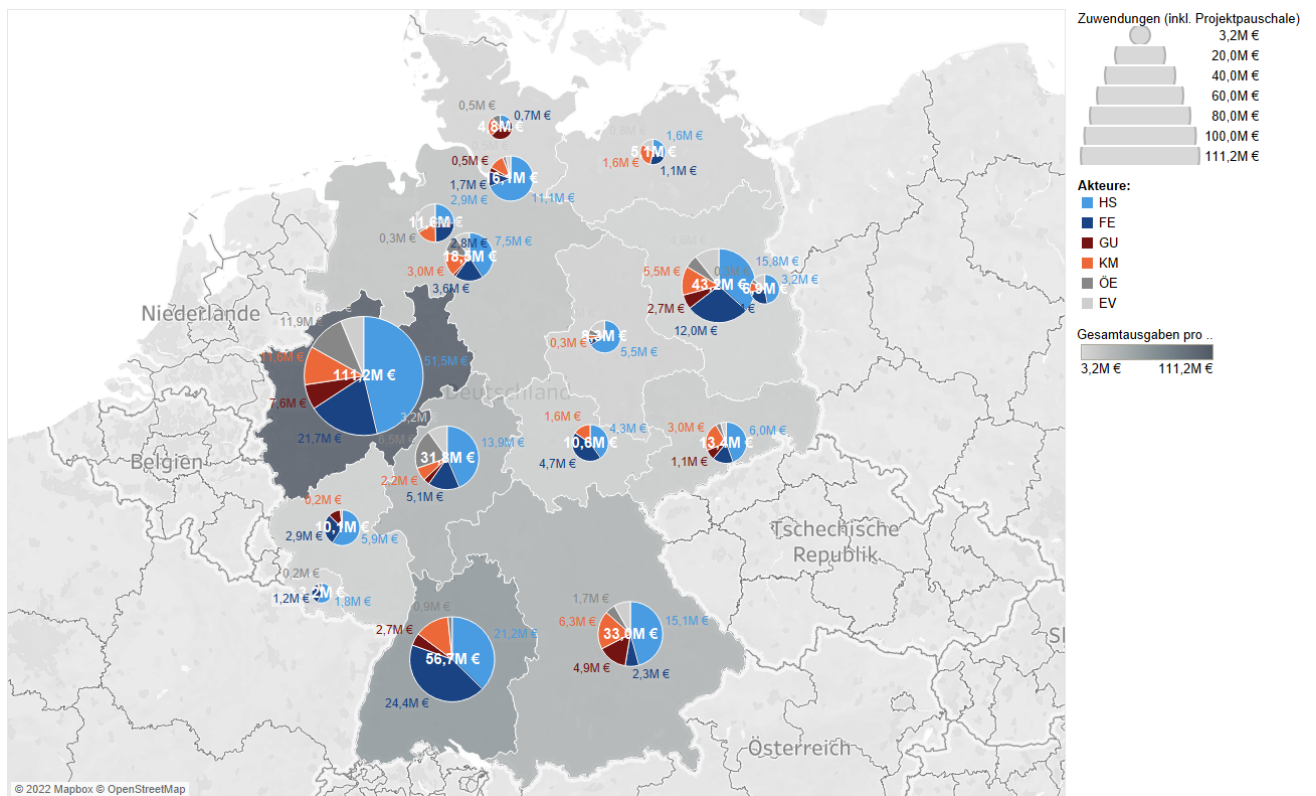 Zuwendungen (inkl. Projektpauschale)
3,2M €
20,0M €
40,0M €
60,0M €
80,0M €
100,0M €
111,2M €
Akteure:
HS
FE
GU
KM
ÖE
EV
Gesamtausgaben pro ..
3,2M € 111,2M €
0,5M €
0,7M €
4,8M €
0,5M €
1,7M €
11,1M €
1,6M €
1,6M €
1,1M €
2,9M €
11,6M €
0,3M €
2,8M €
7,5M €
18,5M €
3,0M €
3,6M €
5,5M €
15,8M €
43,2M €
2,7M €
12,0M €
3,2M €
6,9M €
Niederlande
11,9M €
11,6M €
111,2M €
51,5M €
7,6M €
21,7M €
0,3M €
5,5M €
Deutschland
3,2M
6,5M €
13,9M €
31,8M €
2,2M €
5,1M €
1,6M €
4,3M €
10,6M €
4,7M €
3,0M €
6,0M €
13,4M €
1,1M €
Belgien
0,2M €
10,1M €
2,9M €
5,9M €
0,2M €
1,2M €
1,8M €
Tschechische
Republik
0,9M €
2,7M €
21,2M €
56,7M €
24,4M €
1,7M €
6,3M €
15,1M €
33,0M €
4,9M €
2,3M €
Österreich
© 2022 Mapbox © OpenStreetMap